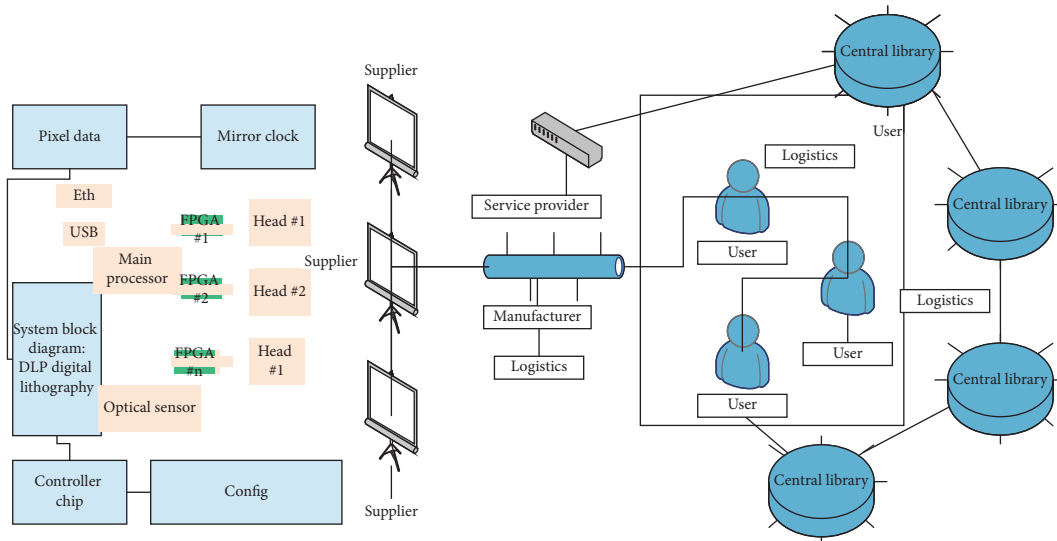 Pixel data
Mirror clock
Eth
USB
Main
processor
FPGA
#1
Head #1
FPGA
#2
Head #2
FPGA
#n
Head
#1
System block
diagram:
DLP digital
lithography
Optical sensor
Controller
chip
Config
Supplier
Supplier
Supplier
Service provider
Manufacturer
Logistics
Central library
User
Logistics
User
Central library
Logistics
User
User
Central library
Central library